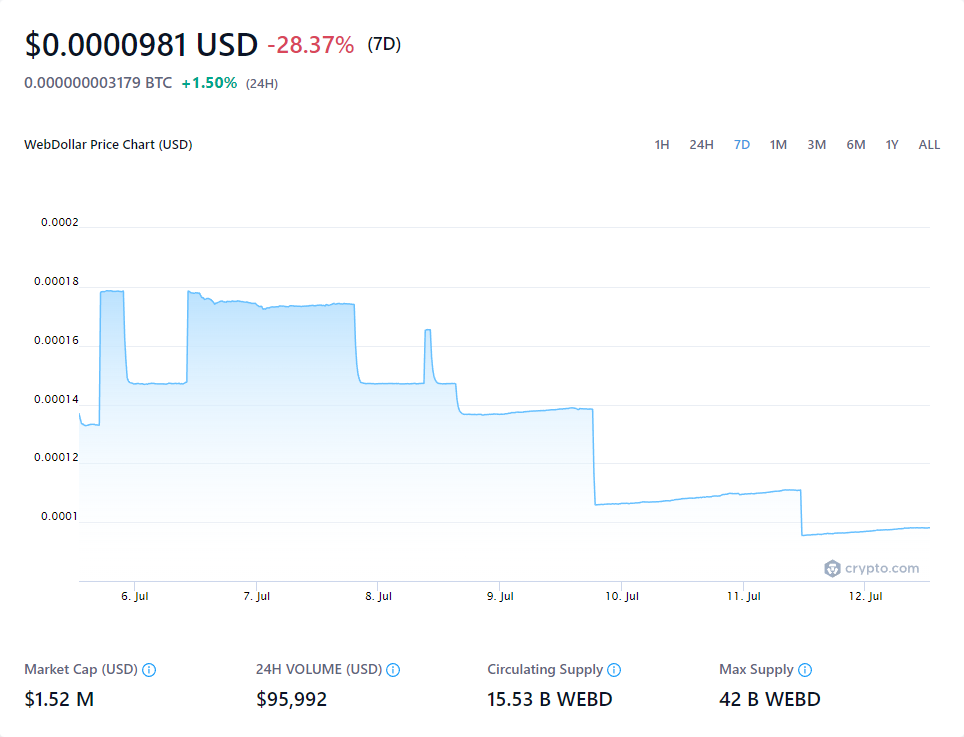 $0.0000981 USD -28.37% (7D)
0.000000003179 BTC +1.50% (24H)
WebDollar Price Chart (USD)
1H 24H 7D 1M 3M 6M 1Y ALL
0.0002
0.00018
0.00016
0.00014
0.00012
0.0001
crypto.com
6. Jul 7. Jul 8. Jul 9. Jul 10. Jul 11. Jul 12. Jul
Market Cap (USD) 24H VOLUME (USD) Circulating Supply Max Supply
$1.52 M $95,992 15.53 B WEBD 42 B WEBD